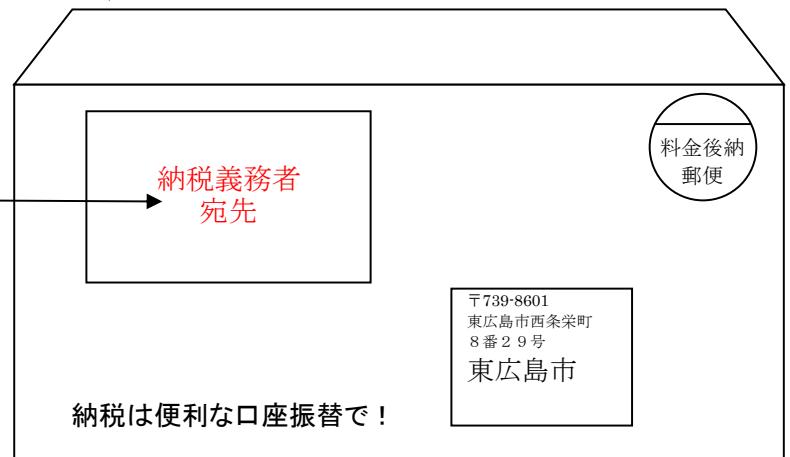 料金後納
郵便
納税義務者
宛先
〒739-8601
東広島市西条栄町
８番２９号
東広島市
納税は便利な口座振替で！